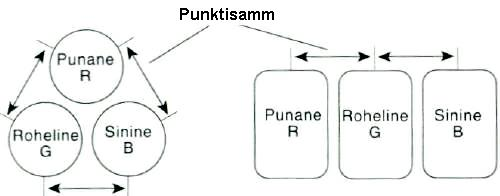 Punktisamm
Punane
R
Roheline
G
Sinine
B
Punane
R
Roheline
G
Sinine
B